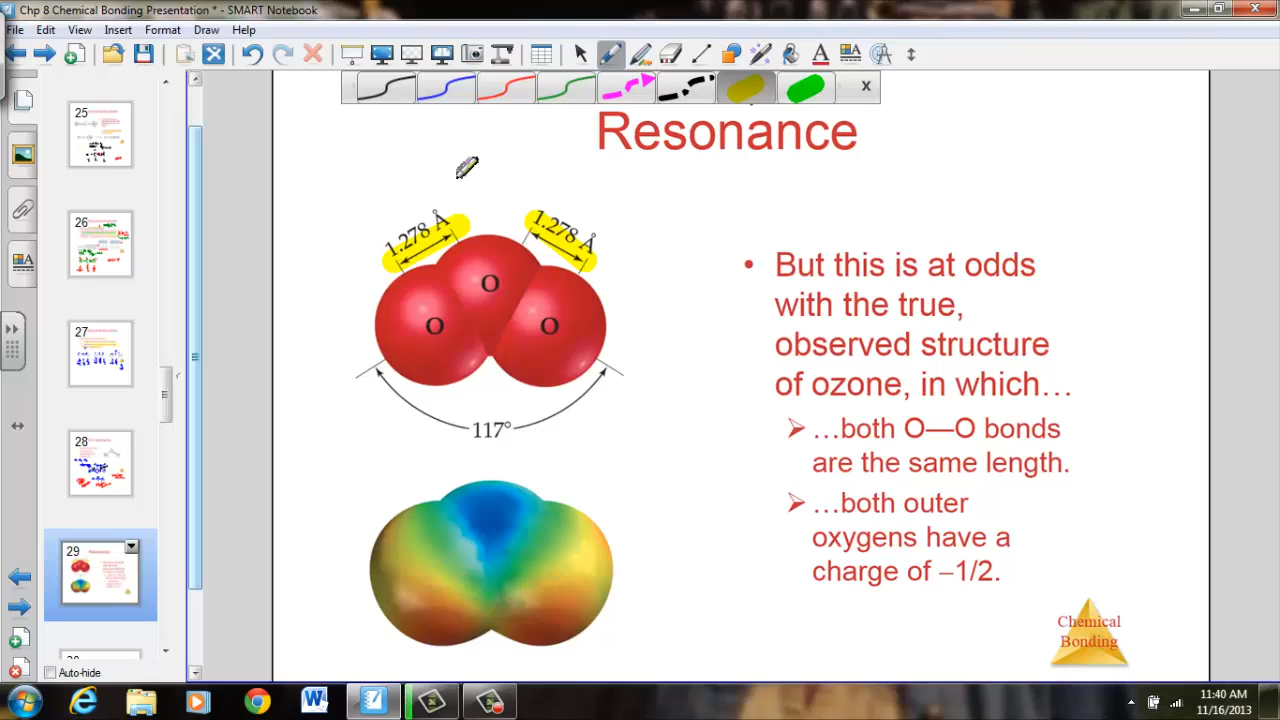 Chp 8 Chemical Bonding Presentation * - SMART Notebook
File Edit View Insert Format Draw Help
Resonance
25
26
27
28
29 Resonance
1.278 Å
1.278 Å
O
O
O
117°
• But this is at odds
with the true,
observed structure
of ozone, in which…
➢ …both O—O bonds
are the same length.
➢ …both outer
oxygens have a
charge of –1/2.
Chemical
Bonding
Auto-hide
11:40 AM
11/16/2013